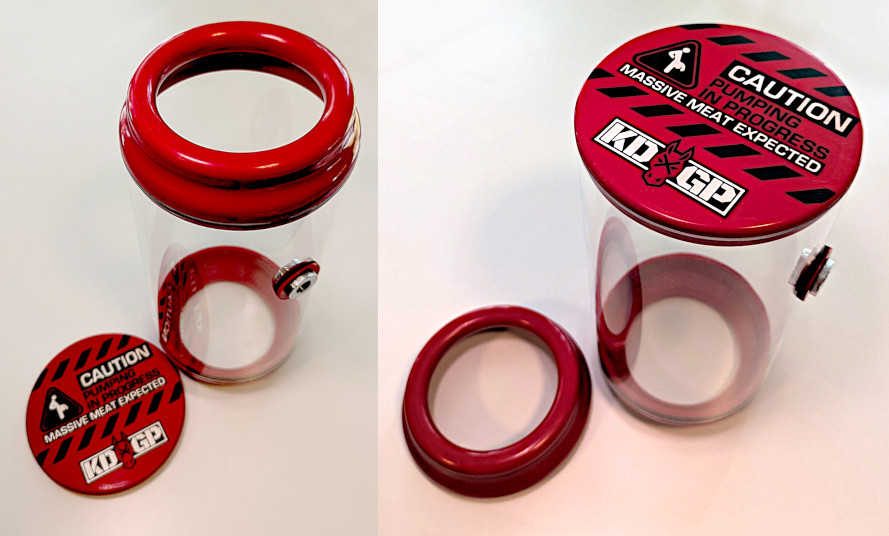 CAUTION
PUMPING
IN PROGRESS
MASSIVE MEAT EXPECTED
KD GP
CAUTION
PUMPING
IN PROGRESS
MASSIVE MEAT EXPECTED
KD GP